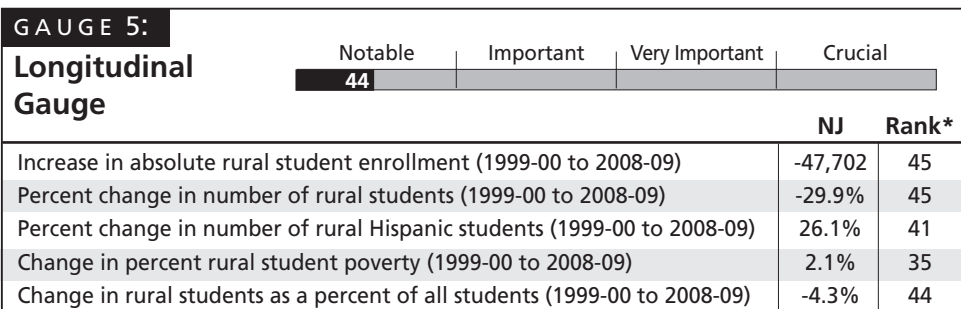 GAUGE 5:
Longitudinal
Gauge
Notable Important Very Important Crucial
44
NJ Rank*
Increase in absolute rural student enrollment (1999-00 to 2008-09) -47,702 45
Percent change in number of rural students (1999-00 to 2008-09) -29.9% 45
Percent change in number of rural Hispanic students (1999-00 to 2008-09) 26.1% 41
Change in percent rural student poverty (1999-00 to 2008-09) 2.1% 35
Change in rural students as a percent of all students (1999-00 to 2008-09) -4.3% 44